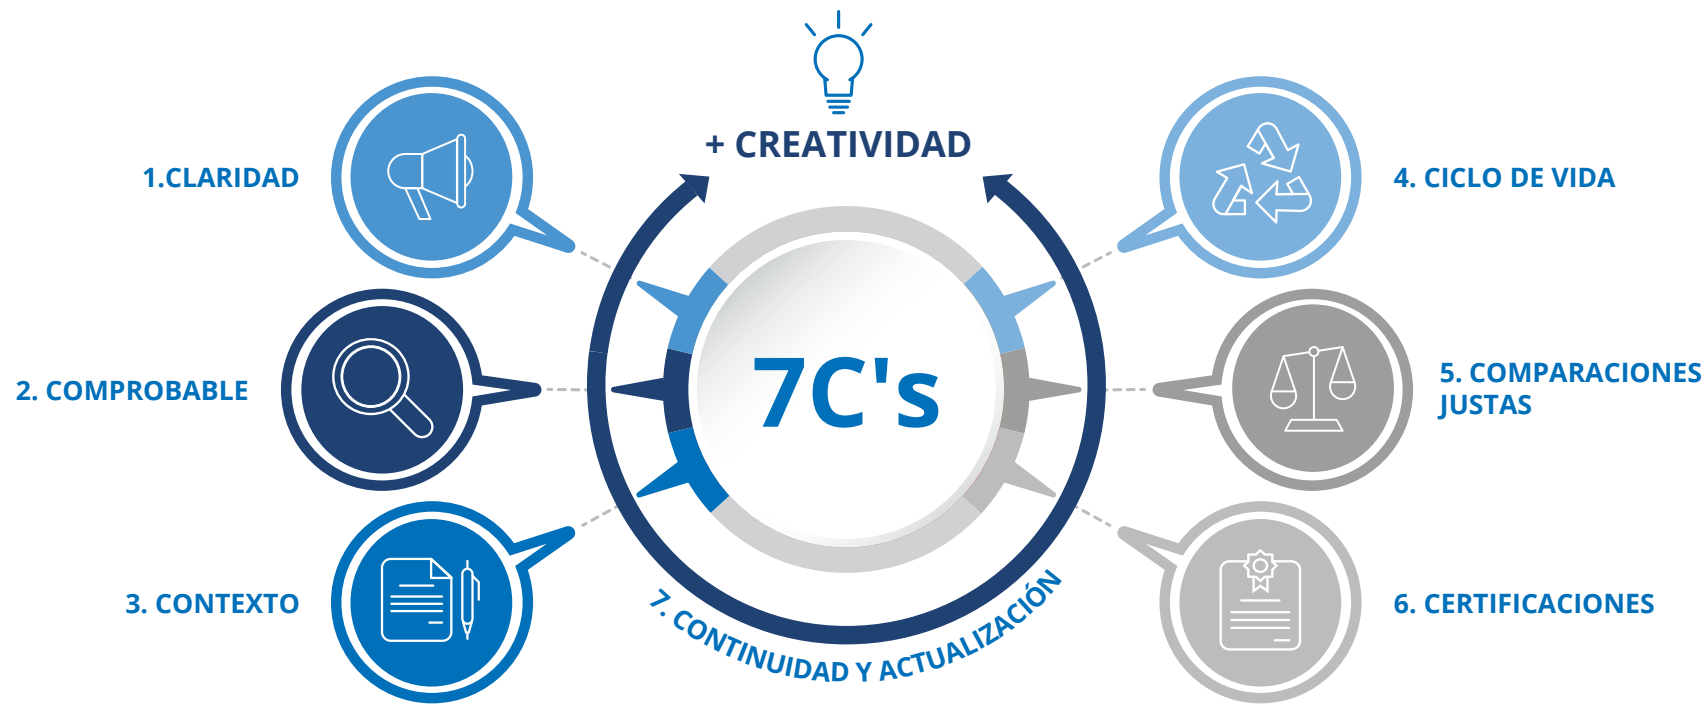 + CREATIVIDAD
1.CLARIDAD
2. COMPROBABLE
3. CONTEXTO
7C's
4. CICLO DE VIDA
5. COMPARACIONES
JUSTAS
6. CERTIFICACIONES
7. CONTINUIDAD Y ACTUALIZACIÓN